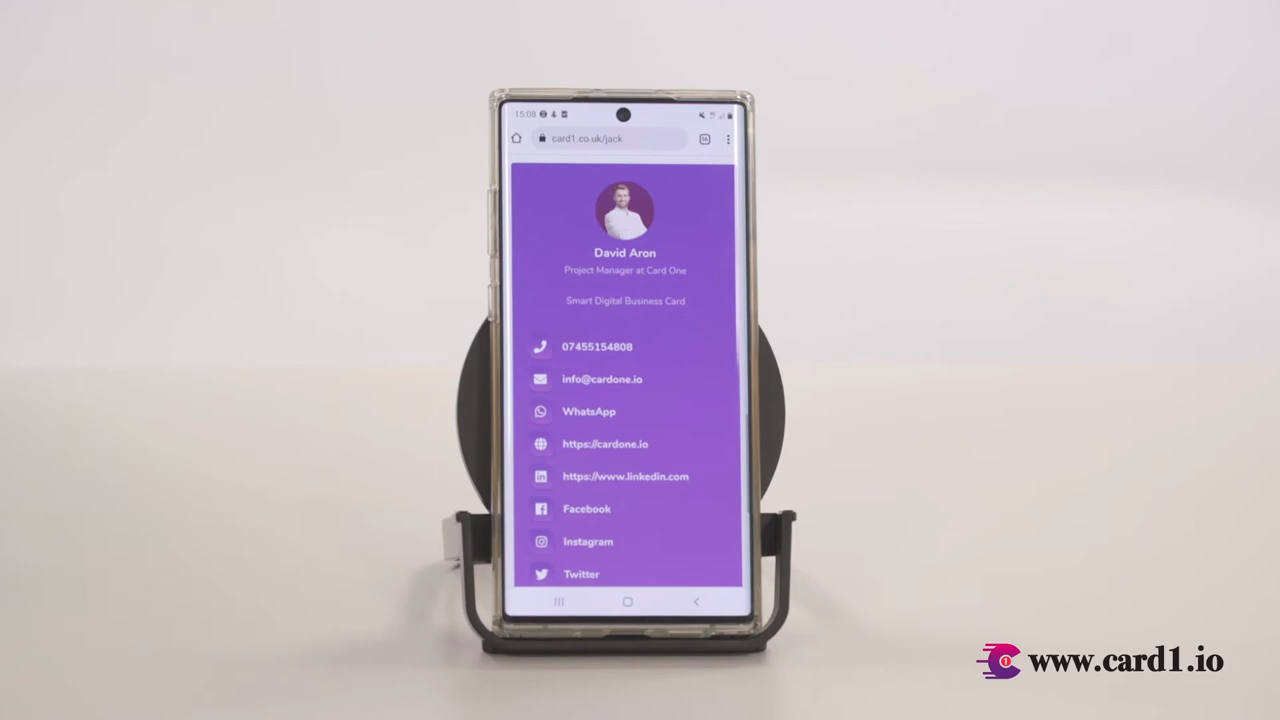 15:08
card1.co.uk/jack
David Aron
Project Manager at Card One
Smart Digital Business Card
07455154808
info@cardone.io
WhatsApp
https://cardone.io
https://www.linkedin.com
Facebook
Instagram
Twitter
1 www.card1.io